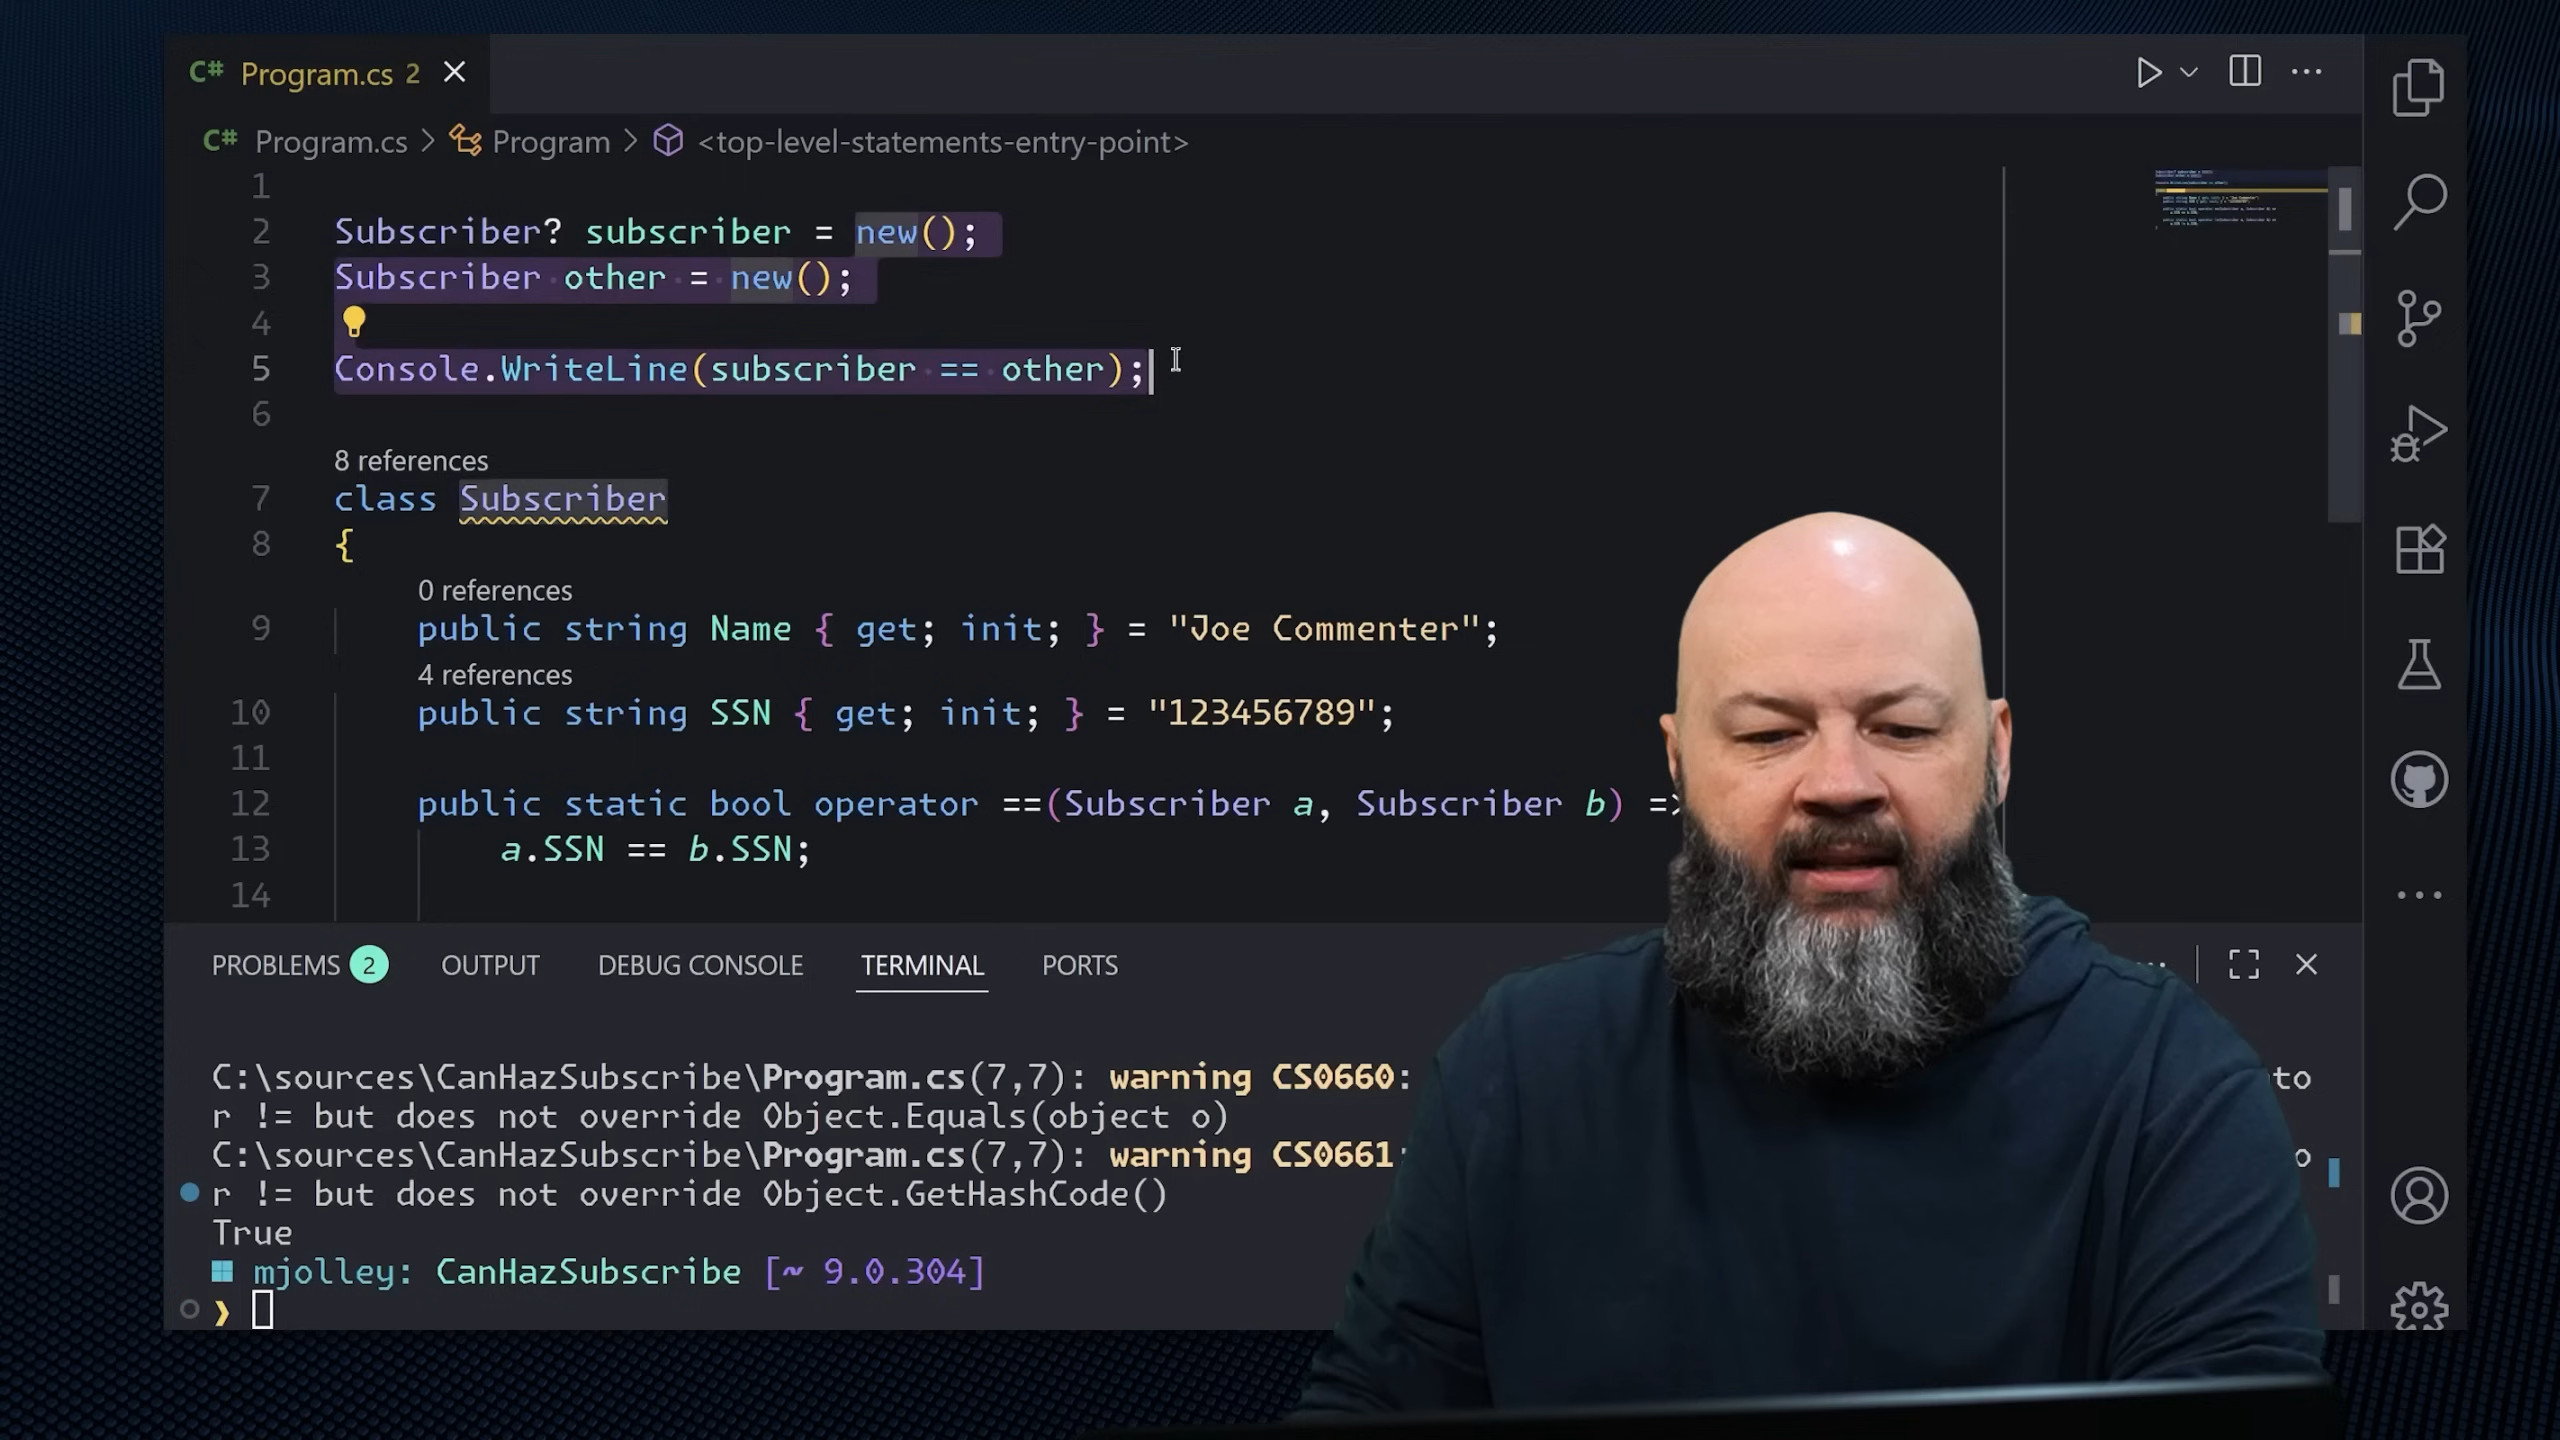 C# Program.cs 2
C# Program.cs > Program > <top-level-statements-entry-point>
1
2 Subscriber? subscriber = new();
3 Subscriber other = new();
4
5 Console.WriteLine(subscriber == other);
6
8 references
7 class Subscriber
8 {
0 references
9 public string Name { get; init; } = "Joe Commenter";
4 references
10 public string SSN { get; init; } = "123456789";
11
12 public static bool operator ==(Subscriber a, Subscriber b) =>
13 a.SSN == b.SSN;
14
PROBLEMS 2 OUTPUT DEBUG CONSOLE TERMINAL PORTS
C:\sources\CanHazSubscribe\Program.cs(7,7): warning CS0660: to
r != but does not override Object.Equals(object o)
C:\sources\CanHazSubscribe\Program.cs(7,7): warning CS0661: o
r != but does not override Object.GetHashCode()
True
mjolley: CanHazSubscribe [~ 9.0.304]
❯